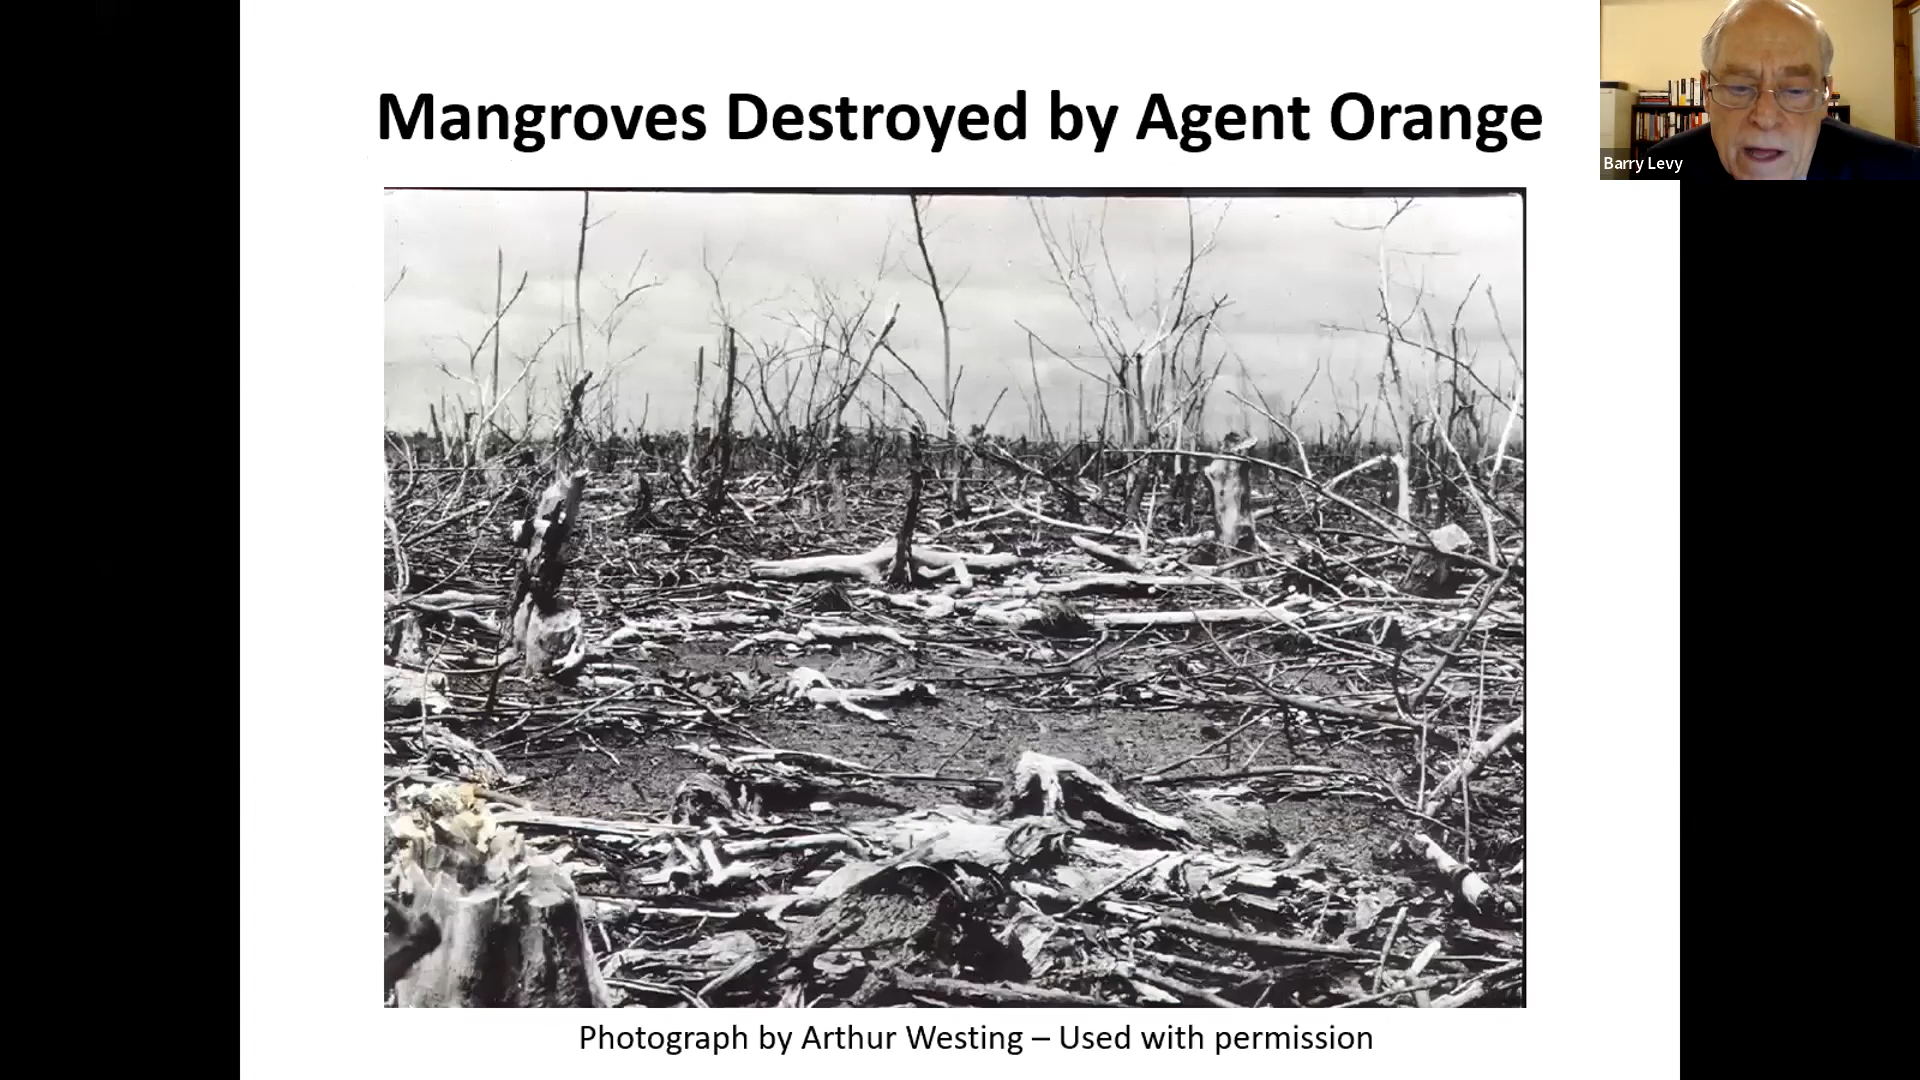 Mangroves Destroyed by Agent Orange
Barry Levy
Photograph by Arthur Westing – Used with permission